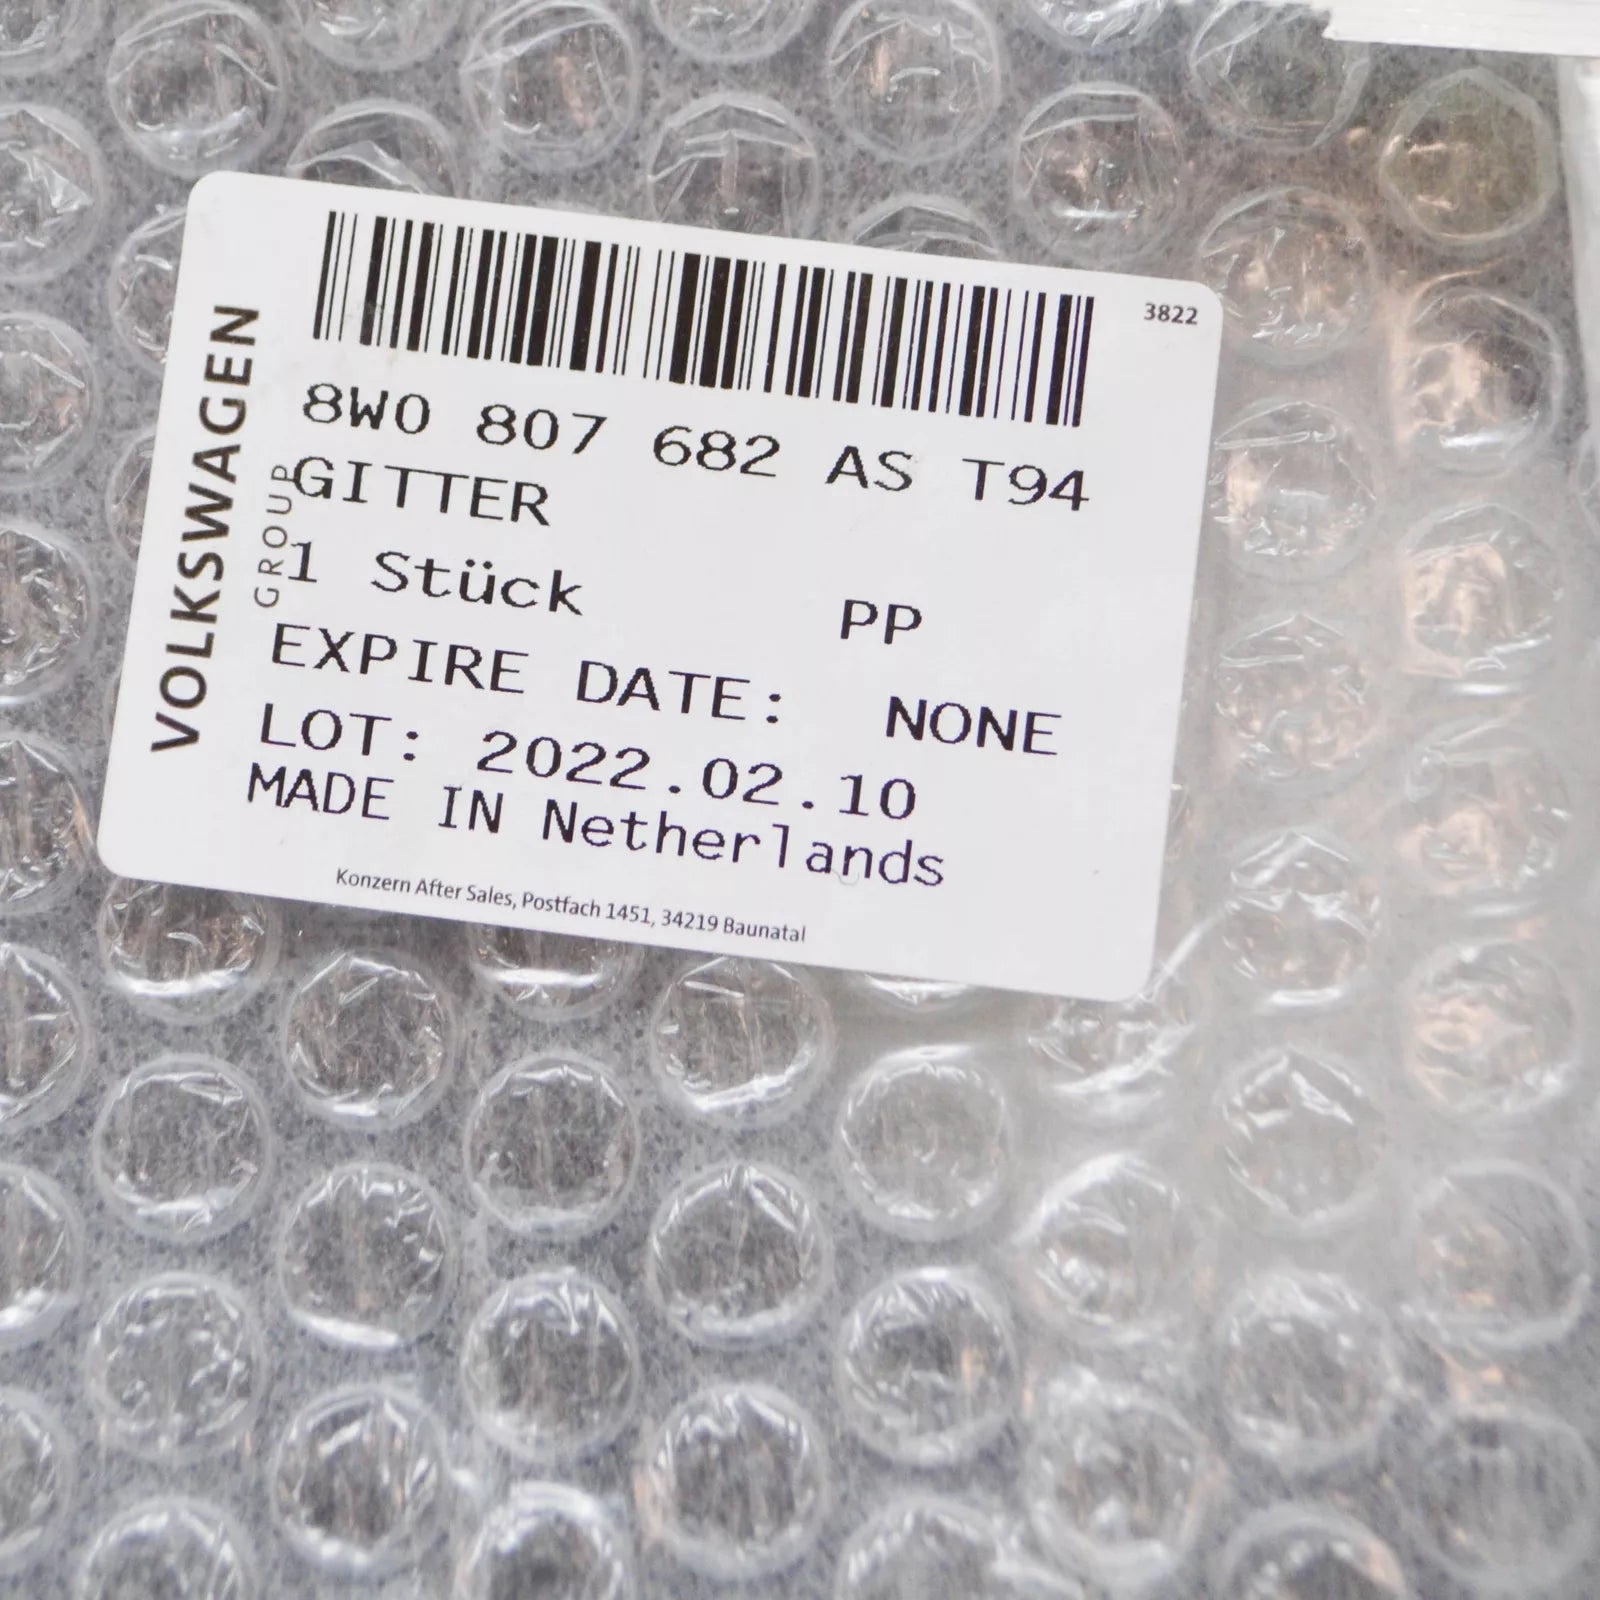 3822
8W0 807 682 AS T94
GITTER
1 Stück PP
EXPIRE DATE: NONE
LOT: 2022.02.10
MADE IN Netherlands
Konzern After Sales, Postfach 1451, 34219 Baunatal
VOLKSWAGEN
GROUP